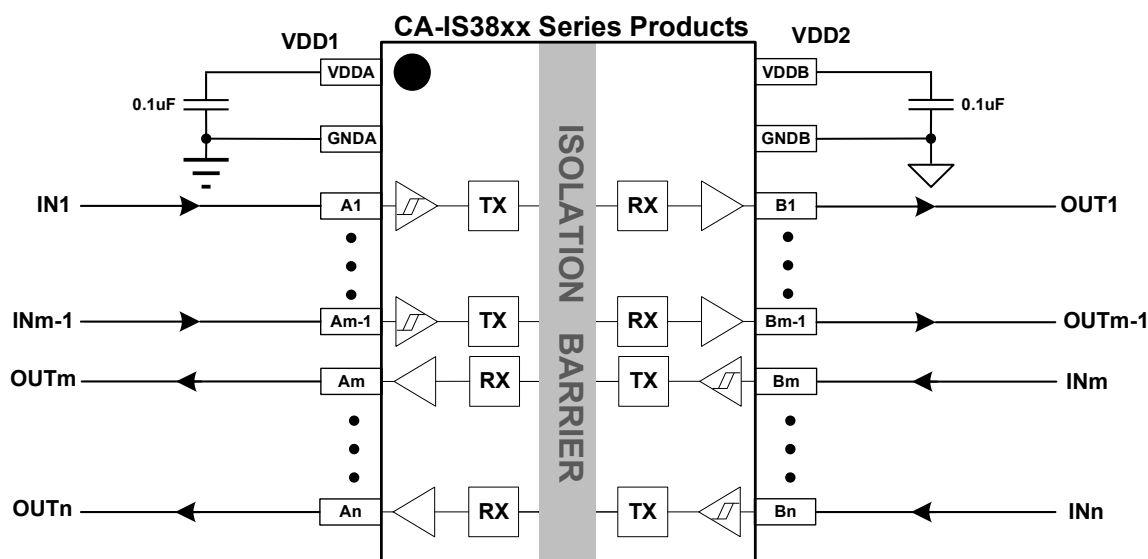 CA-IS38xx Series Products
VDD1
VDD2
VDDA
VDDB
0.1uF
0.1uF
GNDA
GNDB
ISOLATION BARRIER
IN1
A1
TX
RX
B1
OUT1
INm-1
Am-1
TX
RX
Bm-1
OUTm-1
OUTm
Am
RX
TX
Bm
INm
OUTn
An
RX
TX
Bn
INn